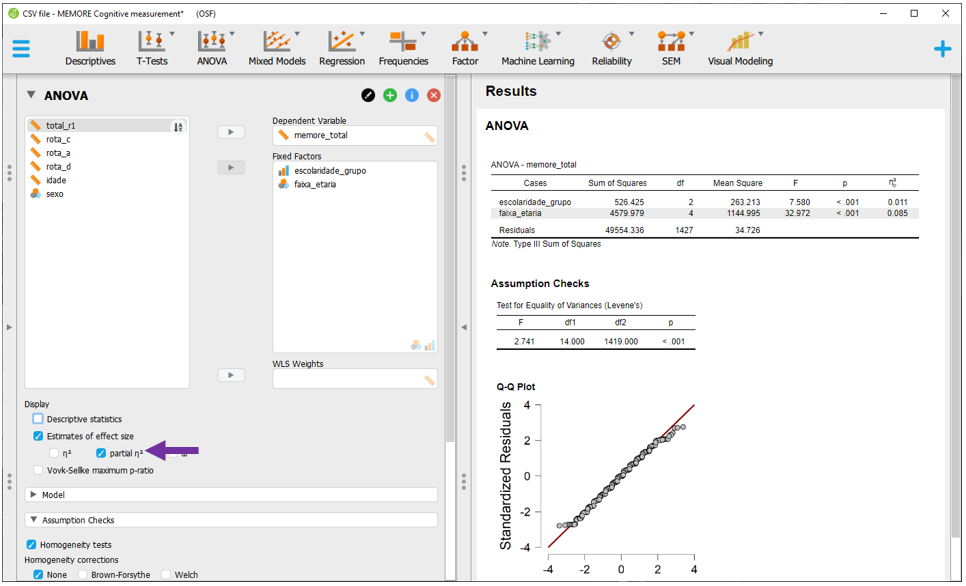 CSV file - MEMORE Cognitive measurement* (OSF)
Descriptives T-Tests ANOVA Mixed Models Regression Frequencies Factor Machine Learning Reliability SEM Visual Modeling
ANOVA
total_r1
rota_c
rota_a
rota_d
idade
sexo
Dependent Variable
memore_total
Fixed Factors
escolaridade_grupo
faixa_etaria
WLS Weights
Display
Descriptive statistics
Estimates of effect size
η² partial η²
Vovk-Sellke maximum p-ratio
Model
Assumption Checks
Homogeneity tests
Homogeneity corrections
None Brown-Forsythe Welch
Results
ANOVA
ANOVA - memore_total
Cases Sum of Squares df Mean Square F p η²p
escolaridade_grupo 526.425 2 263.213 7.580 < .001 0.011
faixa_etaria 4579.979 4 1144.995 32.972 < .001 0.085
Residuals 49554.336 1427 34.726
Note. Type III Sum of Squares
Assumption Checks
Test for Equality of Variances (Levene's)
F df1 df2 p
2.741 14.000 1419.000 < .001
Q-Q Plot
Standardized Residuals
4
2
0
-2
-4
-4 -2 0 2 4